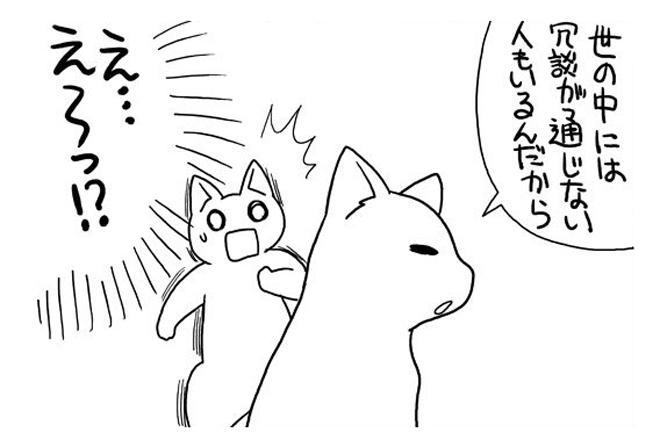 世の中には
冗談が通じない
人もいるんだから
え…
えーっ!?